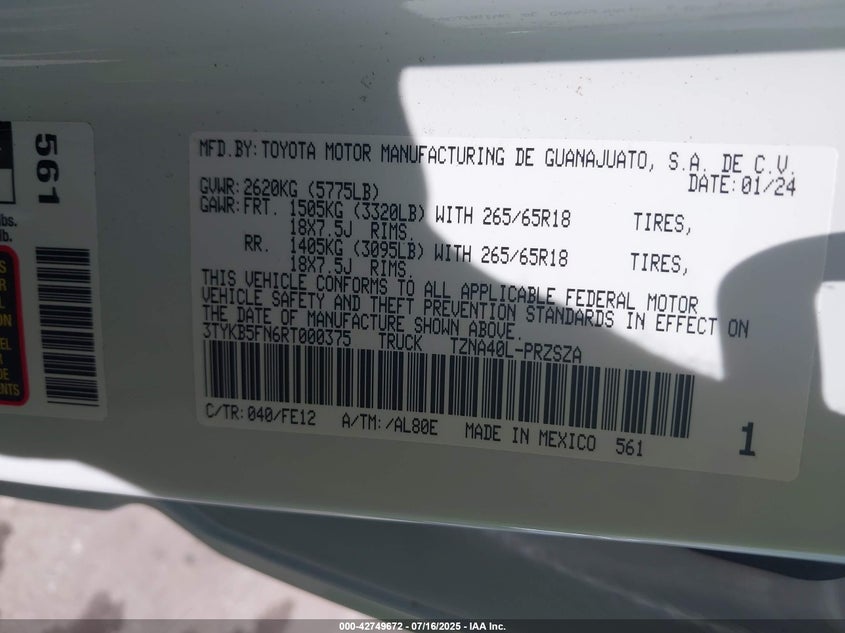 MFD.BY:TOYOTA MOTOR MANUFACTURING DE GUANAJUATO, S.A. DE C.V.
DATE:01/24
GVWR:2620KG (5775LB)
GAWR:FRT. 1505KG (3320LB) WITH 265/65R18 TIRES,
18X7.5J RIMS.
RR. 1405KG (3095LB) WITH 265/65R18 TIRES,
18X7.5J RIMS.
THIS VEHICLE CONFORMS TO ALL APPLICABLE FEDERAL MOTOR
VEHICLE SAFETY AND THEFT PREVENTION STANDARDS IN EFFECT ON
THE DATE OF MANUFACTURE SHOWN ABOVE.
3TYKB5FN6RT000375 TRUCK TZNA40L-PRZSZA
C/TR:040/FE12 A/TM:/AL80E MADE IN MEXICO 561
1
561
lbs.
lb.
000-42749672 - 07/16/2025 - IAA Inc.